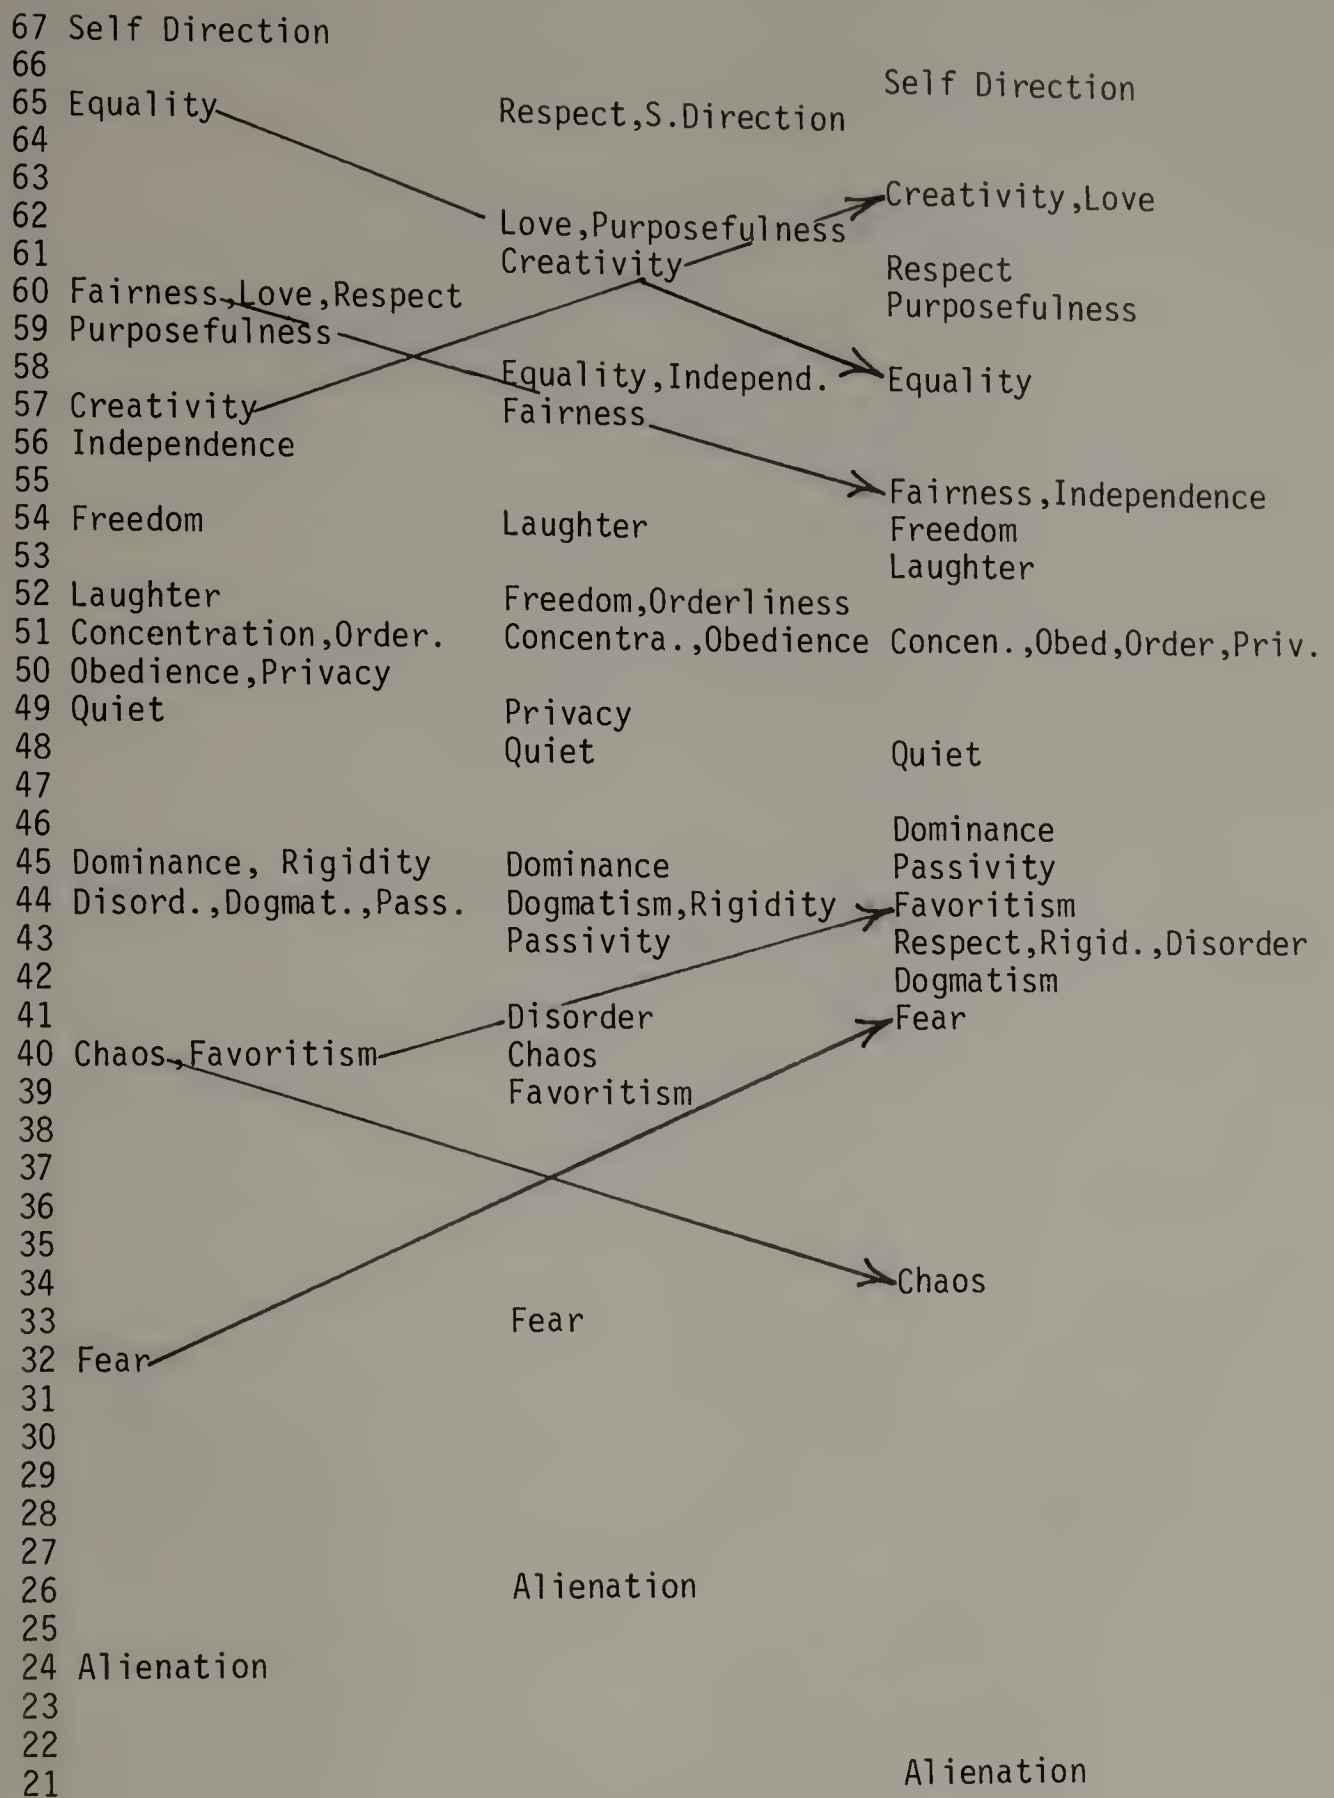 67 Self Direction
66 Self Direction
65 Equality Respect,S.Direction
64
63 Creativity,Love
62 Love,Purposefulness
61 Creativity Respect
60 Fairness,Love,Respect Purposefulness
59 Purposefulness
58 Equality,Independ. Equality
57 Creativity Fairness
56 Independence
55 Fairness,Independence
54 Freedom Laughter Freedom
53 Laughter
52 Laughter Freedom,Orderliness
51 Concentration,Order. Concentra.,Obedience Concen.,Obed,Order,Priv.
50 Obedience,Privacy
49 Quiet Privacy
48 Quiet Quiet
47
46 Dominance
45 Dominance, Rigidity Dominance Passivity
44 Disord.,Dogmat.,Pass. Dogmatism,Rigidity Favoritism
43 Passivity Respect,Rigid.,Disorder
42 Dogmatism
41 Disorder Fear
40 Chaos,Favoritism Chaos
39 Favoritism
38
37
36
35
34 Chaos
33 Fear
32 Fear
31
30
29
28
27
26 Alienation
25
24 Alienation
23
22
21 Alienation